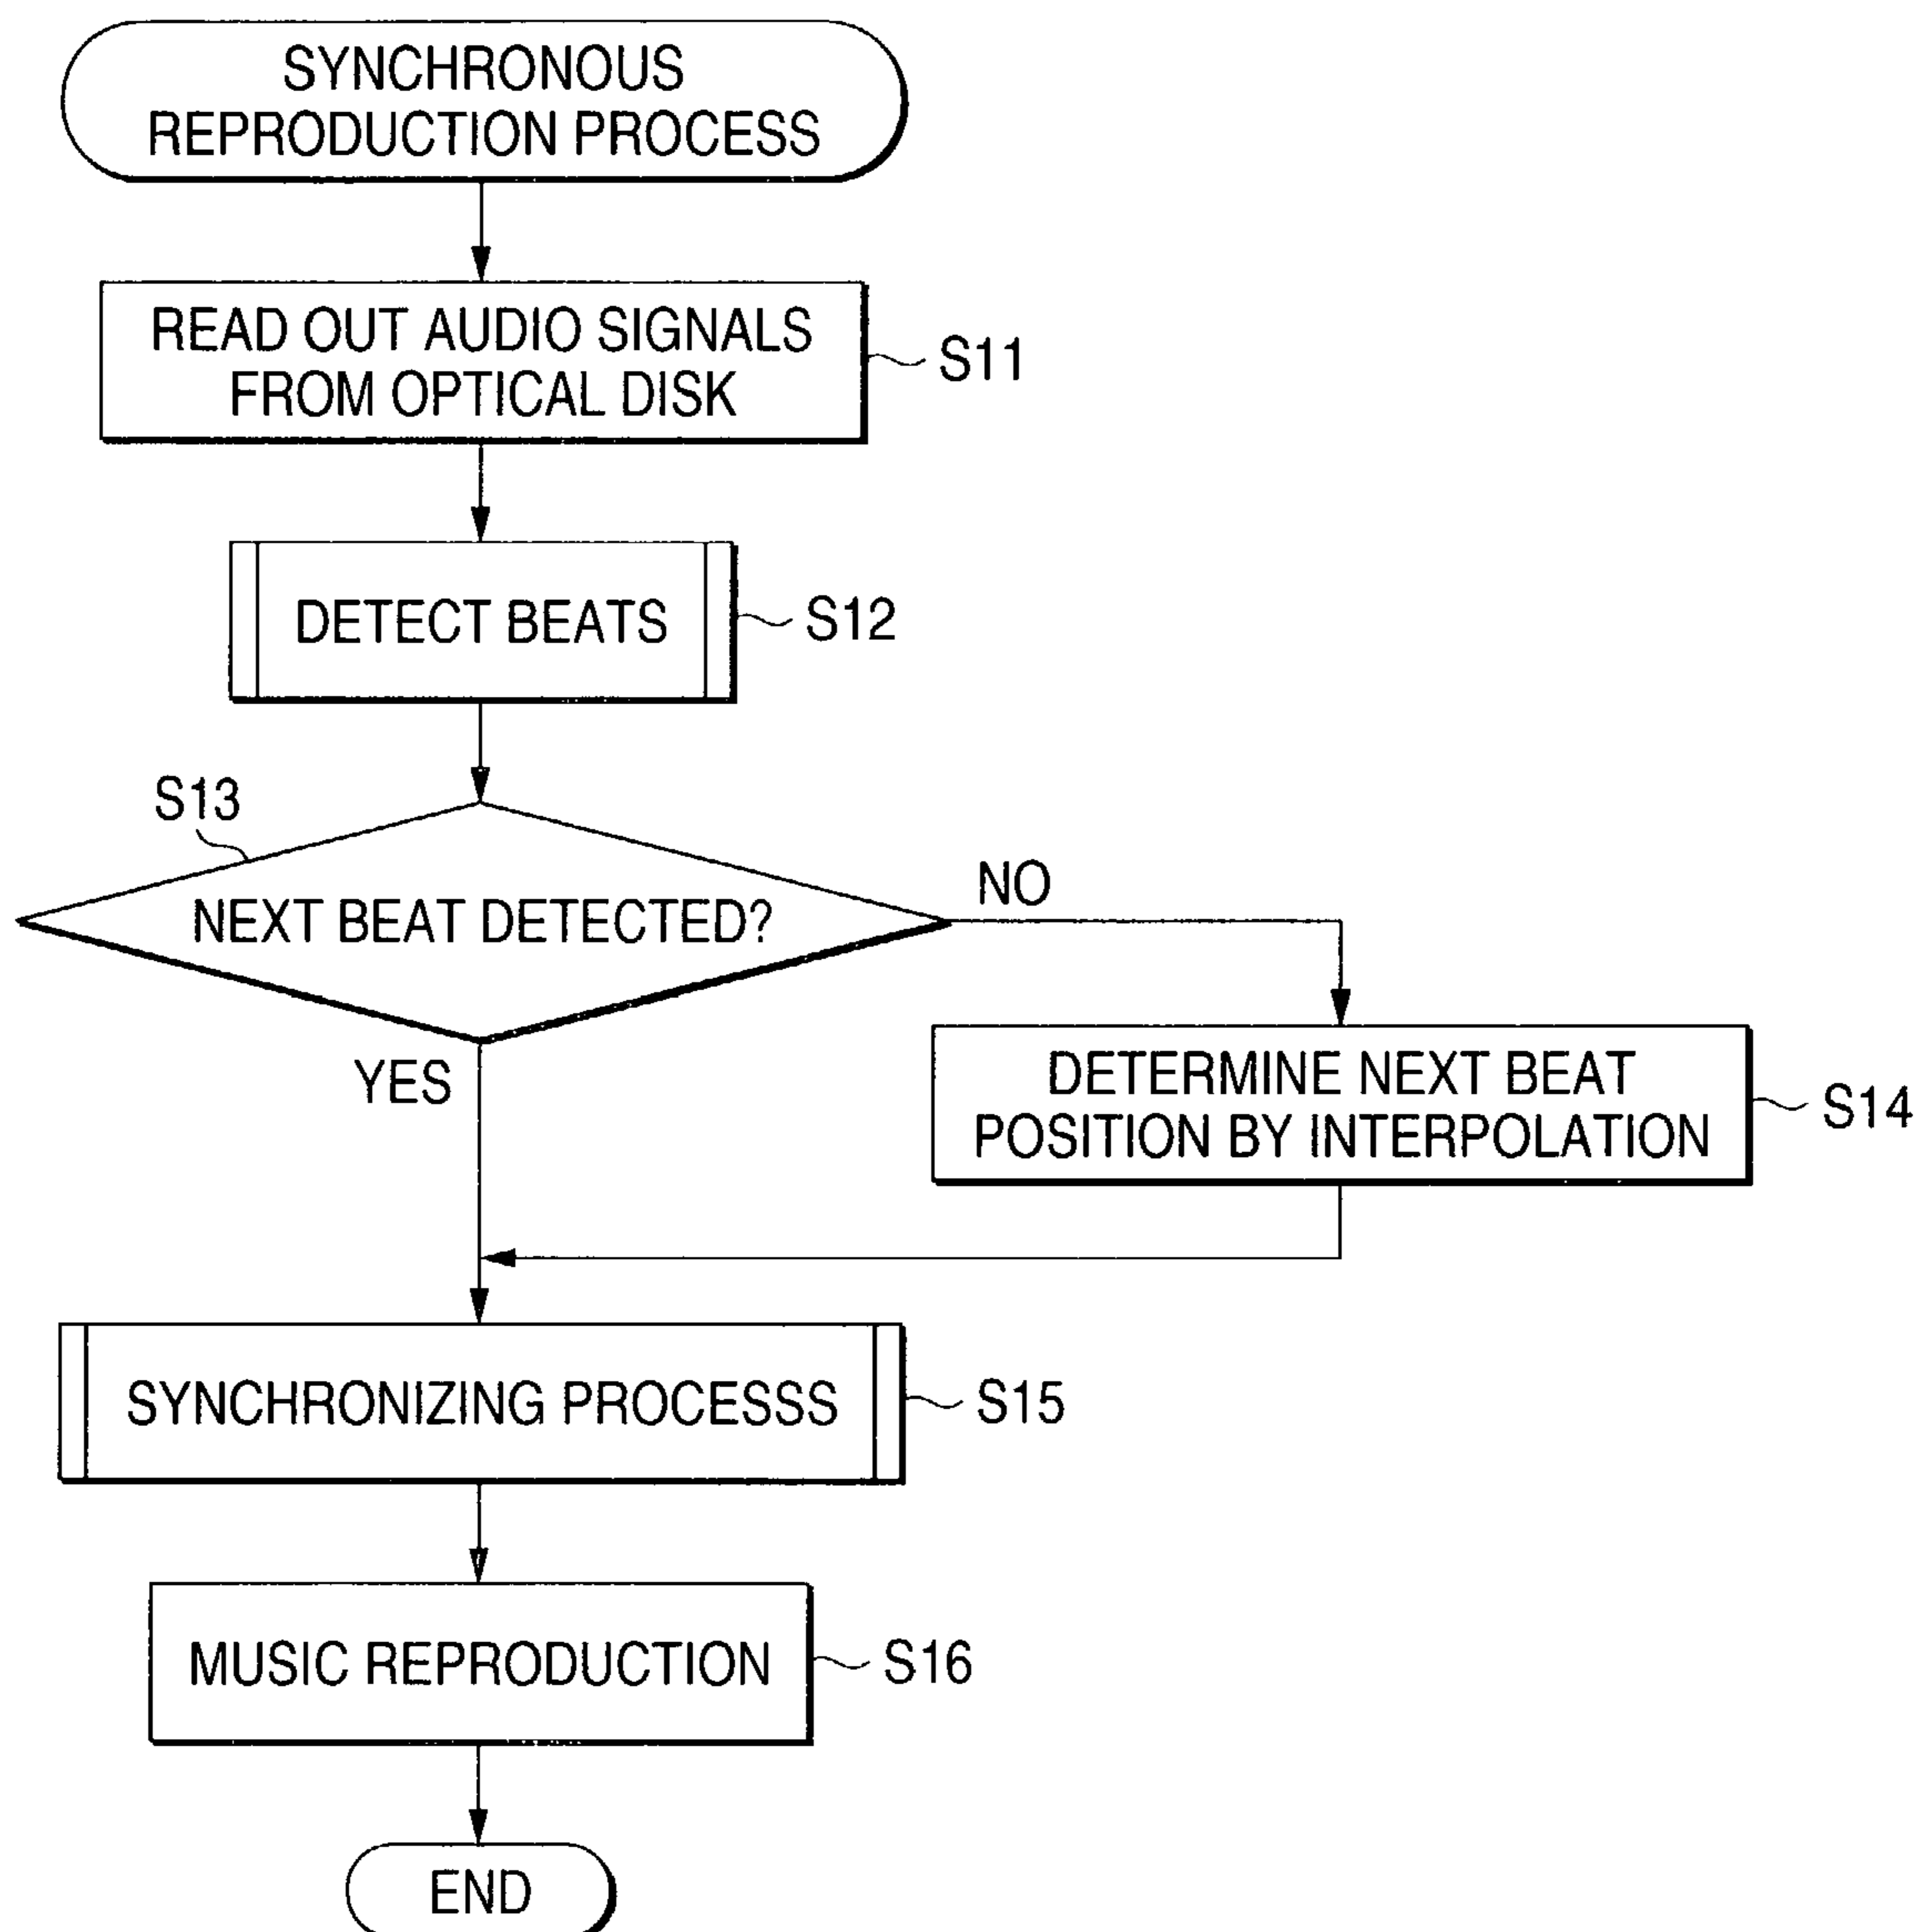 SYNCHRONOUS
REPRODUCTION PROCESS
READ OUT AUDIO SIGNALS
FROM OPTICAL DISK
S11
DETECT BEATS
S12
S13
NEXT BEAT DETECTED?
NO
YES
DETERMINE NEXT BEAT
POSITION BY INTERPOLATION
S14
SYNCHRONIZING PROCESSS
S15
MUSIC REPRODUCTION
S16
END